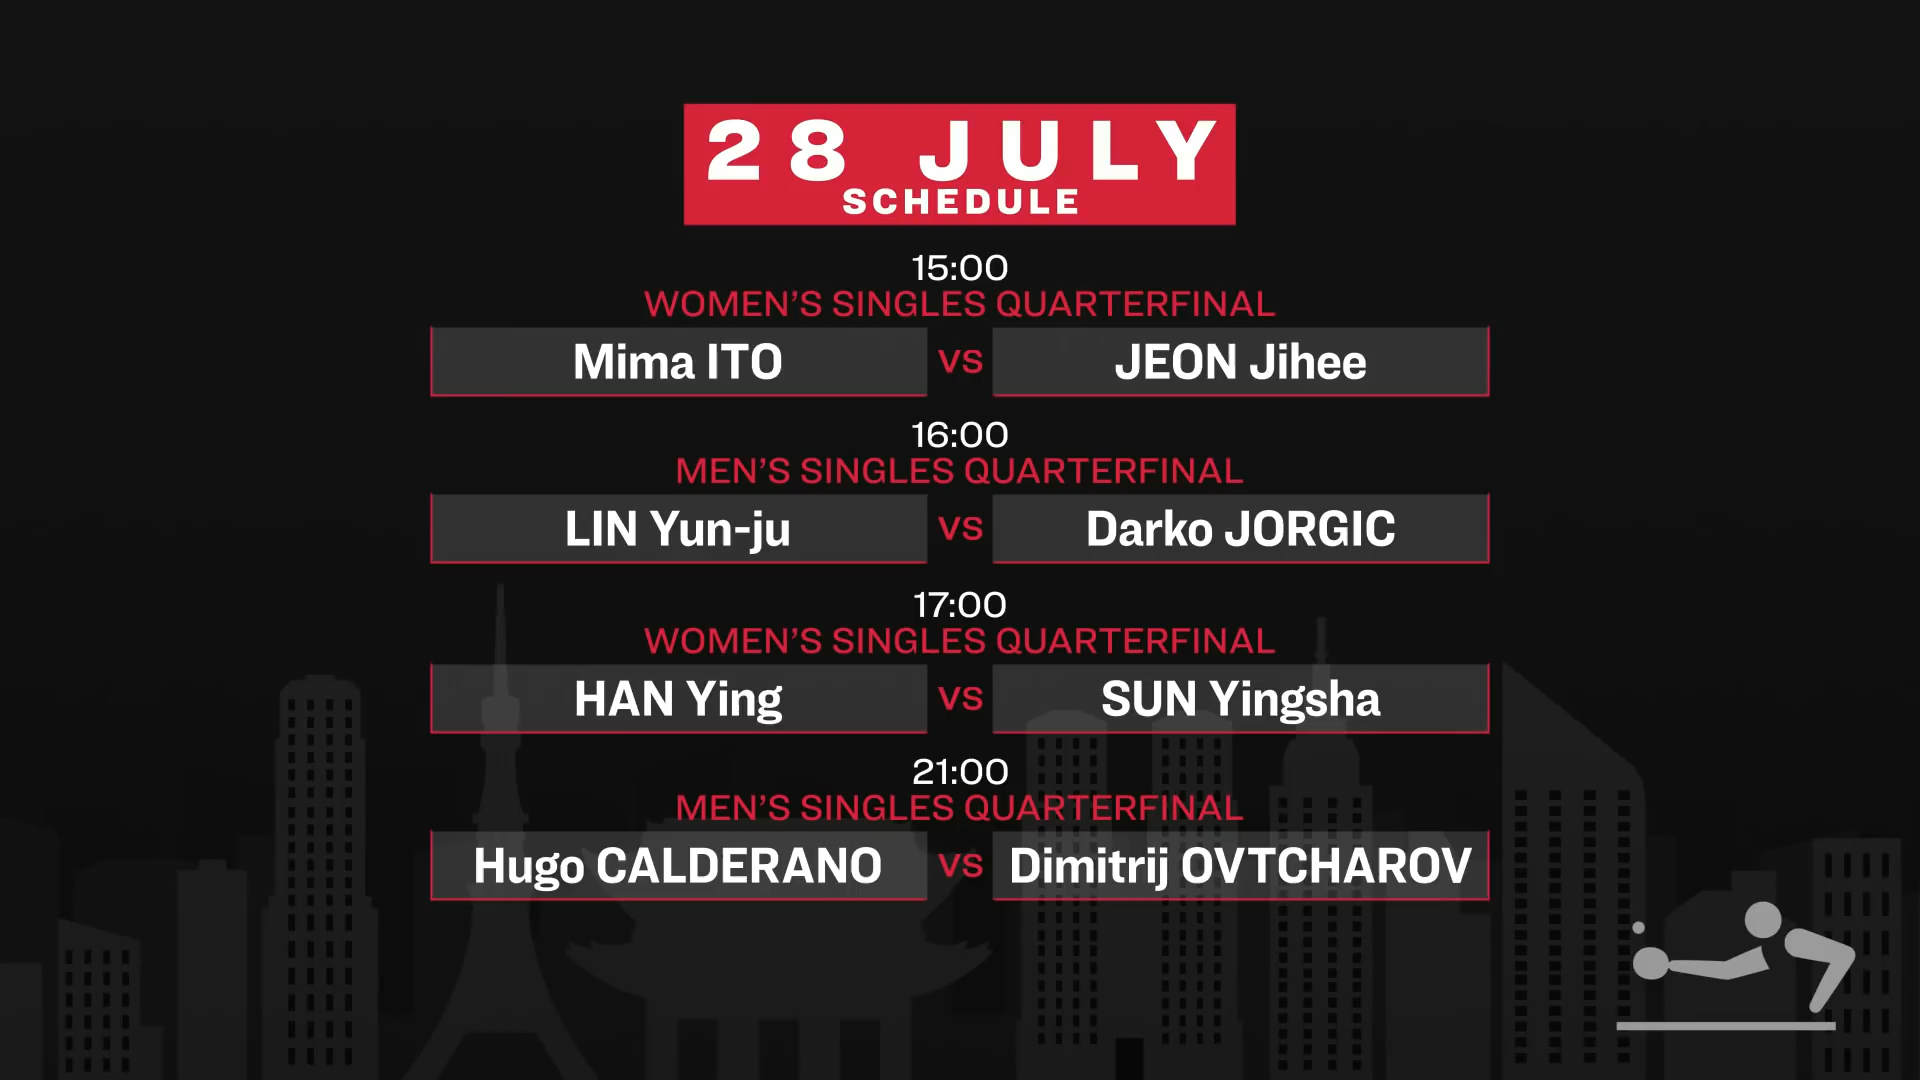 28 JULY
SCHEDULE
15:00
WOMEN'S SINGLES QUARTERFINAL
Mima ITO VS JEON Jihee
16:00
MEN'S SINGLES QUARTERFINAL
LIN Yun-ju VS Darko JORGIC
17:00
WOMEN'S SINGLES QUARTERFINAL
HAN Ying VS SUN Yingsha
21:00
MEN'S SINGLES QUARTERFINAL
Hugo CALDERANO VS Dimitrij OVTCHAROV